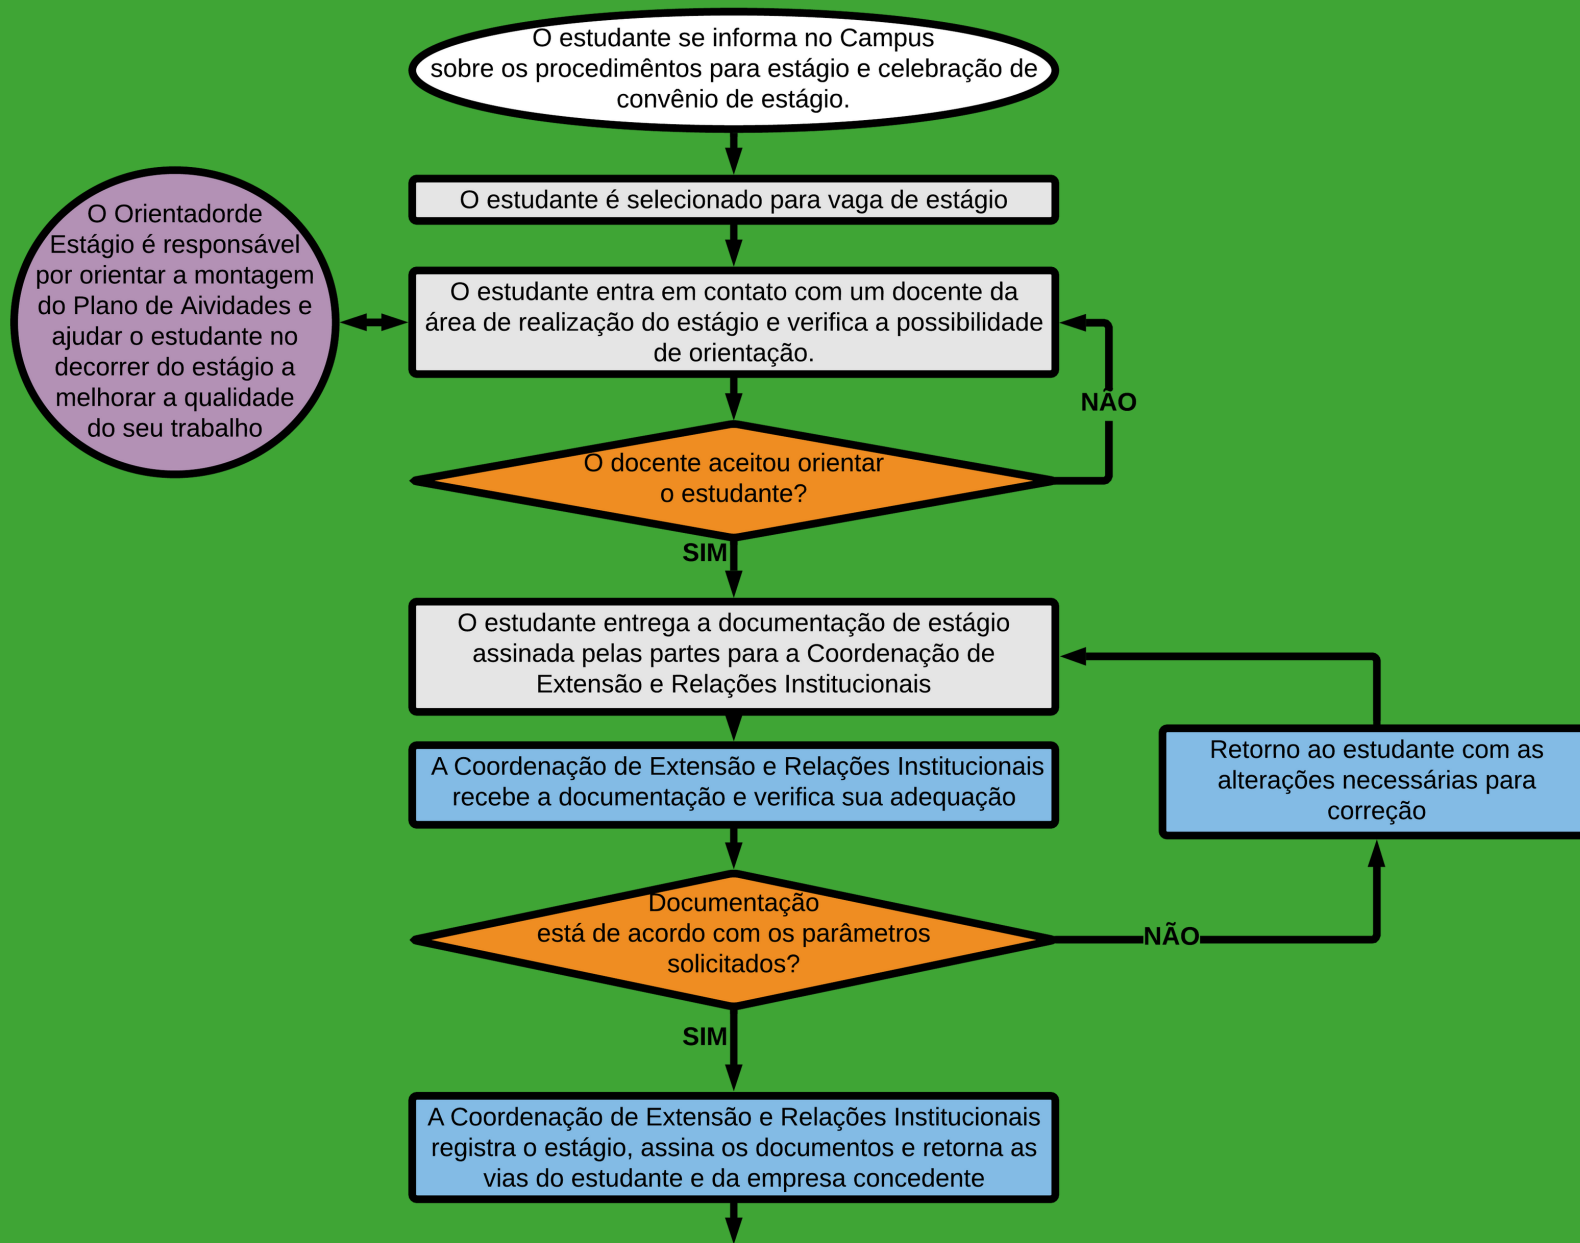 O estudante se informa no Campus
sobre os procedimêntos para estágio e celebração de
convênio de estágio.
O estudante é selecionado para vaga de estágio
O Orientadorde
Estágio é responsável
por orientar a montagem
do Plano de Aividades e
ajudar o estudante no
decorrer do estágio a
melhorar a qualidade
do seu trabalho
O estudante entra em contato com um docente da
área de realização do estágio e verifica a possibilidade
de orientação.
NÃO
O docente aceitou orientar
o estudante?
SIM
O estudante entrega a documentação de estágio
assinada pelas partes para a Coordenação de
Extensão e Relações Institucionais
A Coordenação de Extensão e Relações Institucionais
recebe a documentação e verifica sua adequação
Retorno ao estudante com as
alterações necessárias para
correção
Documentação
está de acordo com os parâmetros
solicitados?
NÃO
SIM
A Coordenação de Extensão e Relações Institucionais
registra o estágio, assina os documentos e retorna as
vias do estudante e da empresa concedente